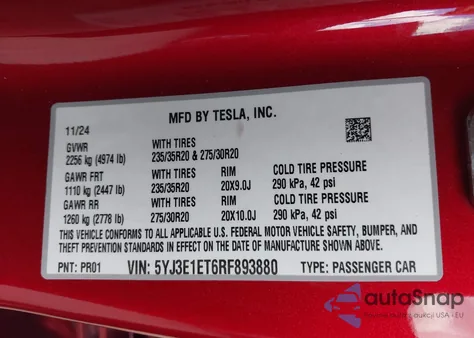 MFD BY TESLA, INC.
11/24
GVWR WITH TIRES
2256 kg (4974 lb) 235/35R20 & 275/30R20
GAWR FRT WITH TIRES RIM COLD TIRE PRESSURE
1110 kg (2447 lb) 235/35R20 20X9.0J 290 kPa, 42 psi
GAWR RR WITH TIRES RIM COLD TIRE PRESSURE
1260 kg (2778 lb) 275/30R20 20X10.0J 290 kPa, 42 psi
THIS VEHICLE CONFORMS TO ALL APPLICABLE U.S. FEDERAL MOTOR VEHICLE SAFETY, BUMPER, AND
THEFT PREVENTION STANDARDS IN EFFECT ON THE DATE OF MANUFACTURE SHOWN ABOVE.
PNT: PR01 VIN: 5YJ3E1ET6RF893880 TYPE: PASSENGER CAR
autoSnap
aukcji USA - EU